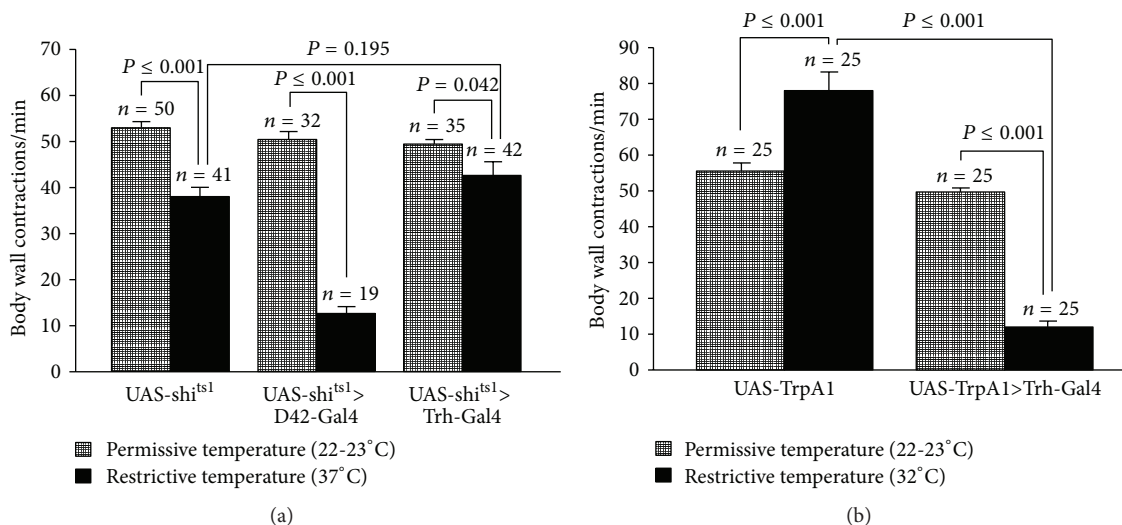 70
60
50
40
30
20
10
0
Body wall contractions/min
P = 0.195
P ≤ 0.001
P ≤ 0.001
P = 0.042
n = 50
n = 41
n = 32
n = 19
n = 35
n = 42
UAS-shi^ts1
UAS-shi^ts1>
D42-Gal4
UAS-shi^ts1>
Trh-Gal4
Permissive temperature (22-23°C)
Restrictive temperature (37°C)
(a)
90
80
70
60
50
40
30
20
10
0
Body wall contractions/min
P ≤ 0.001
P ≤ 0.001
P ≤ 0.001
n = 25
n = 25
n = 25
n = 25
UAS-TrpA1
UAS-TrpA1>Trh-Gal4
Permissive temperature (22-23°C)
Restrictive temperature (32°C)
(b)